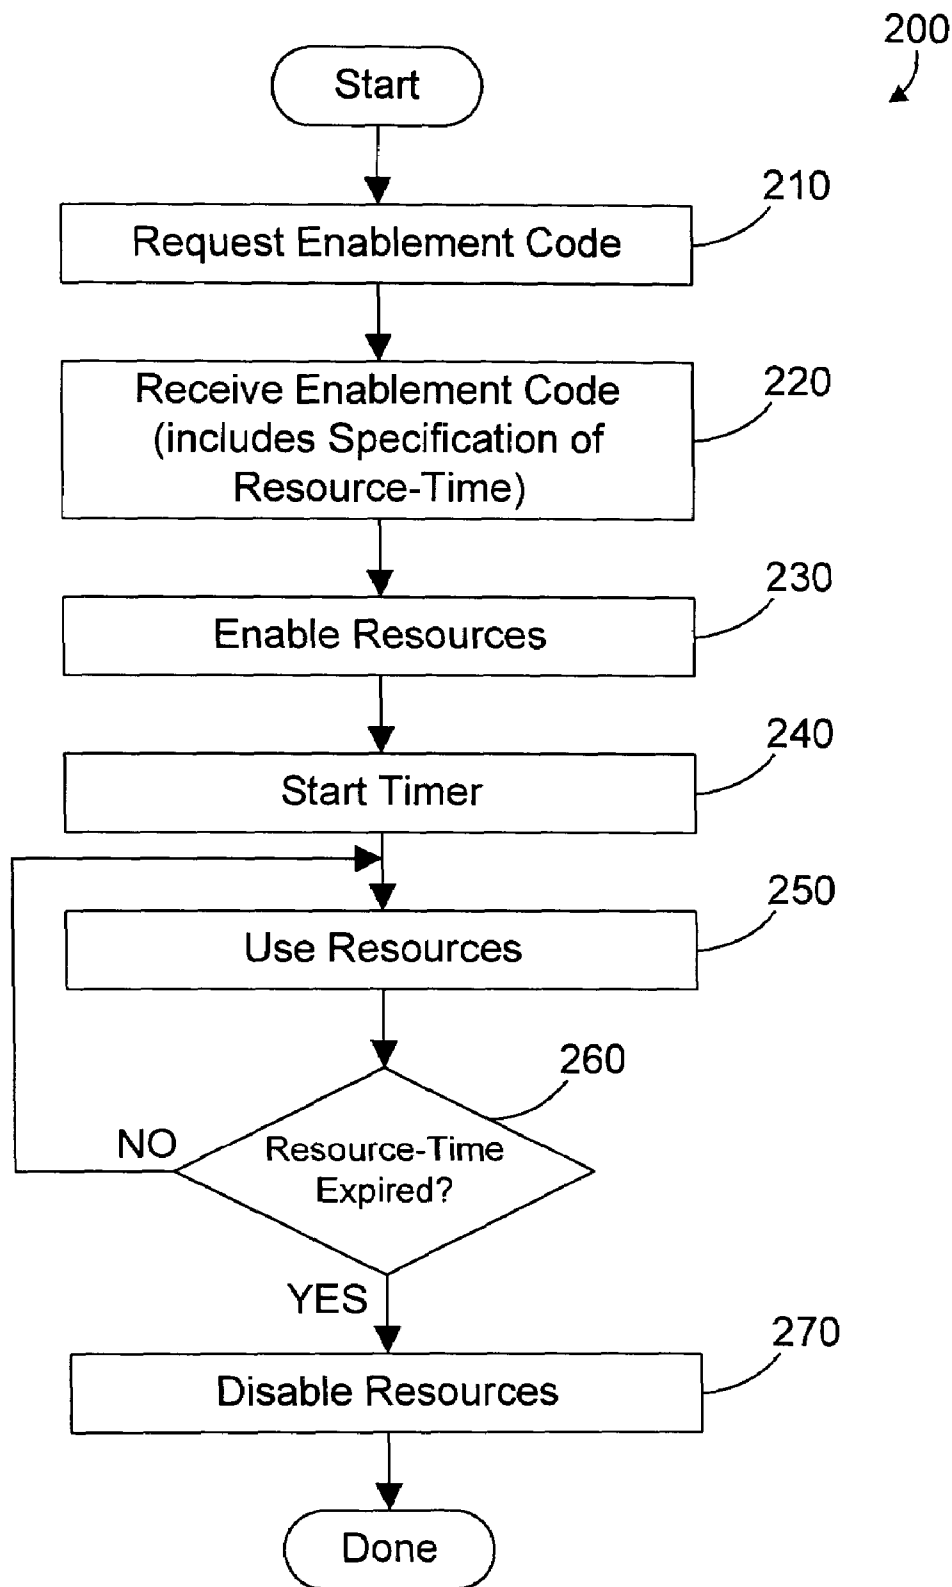 200
Start
210
Request Enablement Code
220
Receive Enablement Code
(includes Specification of
Resource-Time)
230
Enable Resources
240
Start Timer
250
Use Resources
260
Resource-Time
Expired?
NO
YES
270
Disable Resources
Done